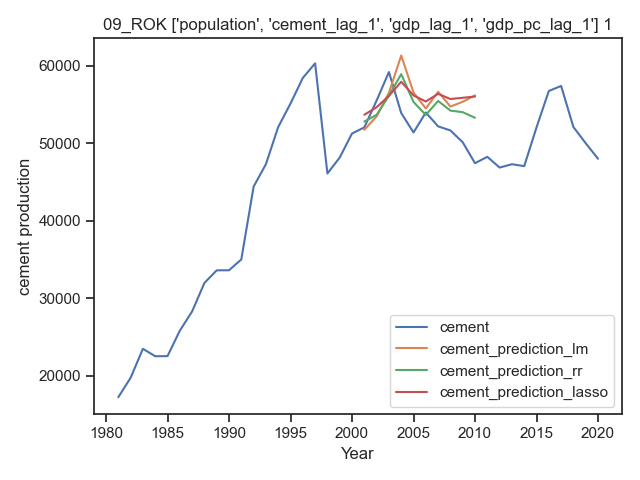 09_ROK ['population', 'cement_lag_1', 'gdp_lag_1', 'gdp_pc_lag_1'] 1
60000
50000
40000
30000
20000
cement production
1980 1985 1990 1995 2000 2005 2010 2015 2020
Year
cement
cement_prediction_lm
cement_prediction_rr
cement_prediction_lasso